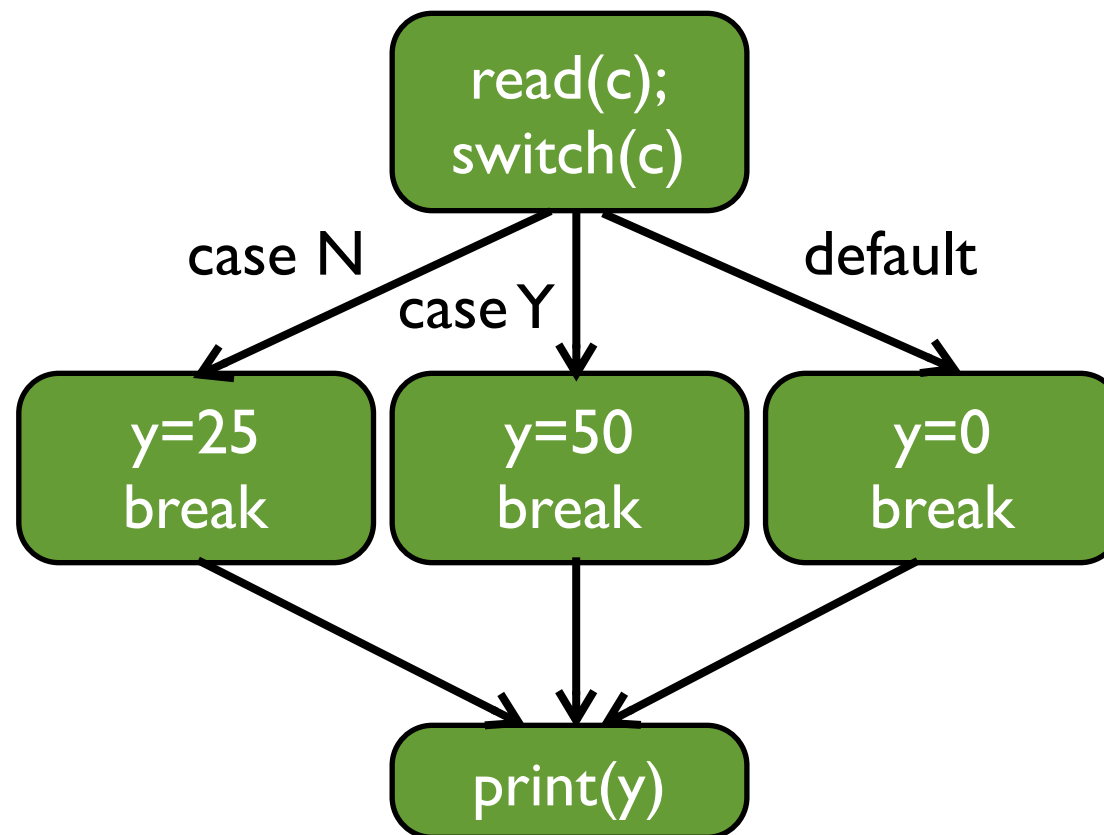 read(c);
switch(c)
case N
case Y
default
y=25
break
y=50
break
y=0
break
print(y)